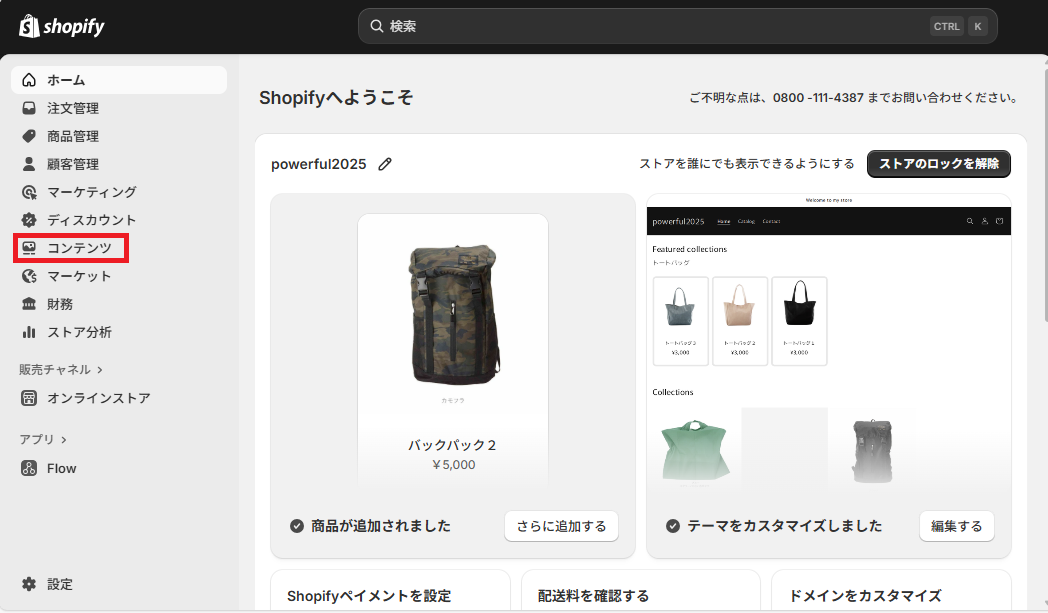 shopify
検索
CTRL K
ホーム
注文管理
商品管理
顧客管理
マーケティング
ディスカウント
コンテンツ
マーケット
財務
ストア分析
販売チャネル
オンラインストア
アプリ
Flow
設定
Shopifyへようこそ
ご不明な点は、0800 -111-4387 までお問い合わせください。
powerful2025
ストアを誰にでも表示できるようにする
ストアのロックを解除
カモフラ
バックパック２
￥5,000
商品が追加されました
さらに追加する
Welcome to my store
powerful2025 Home Catalog Contact
Featured collections
トートバッグ
トートバッグ３ トートバッグ２ トートバッグ１
¥3,000 ¥3,000 ¥3,000
Collections
テーマをカスタマイズしました
編集する
Shopifyペイメントを設定
配送料を確認する
ドメインをカスタマイズ